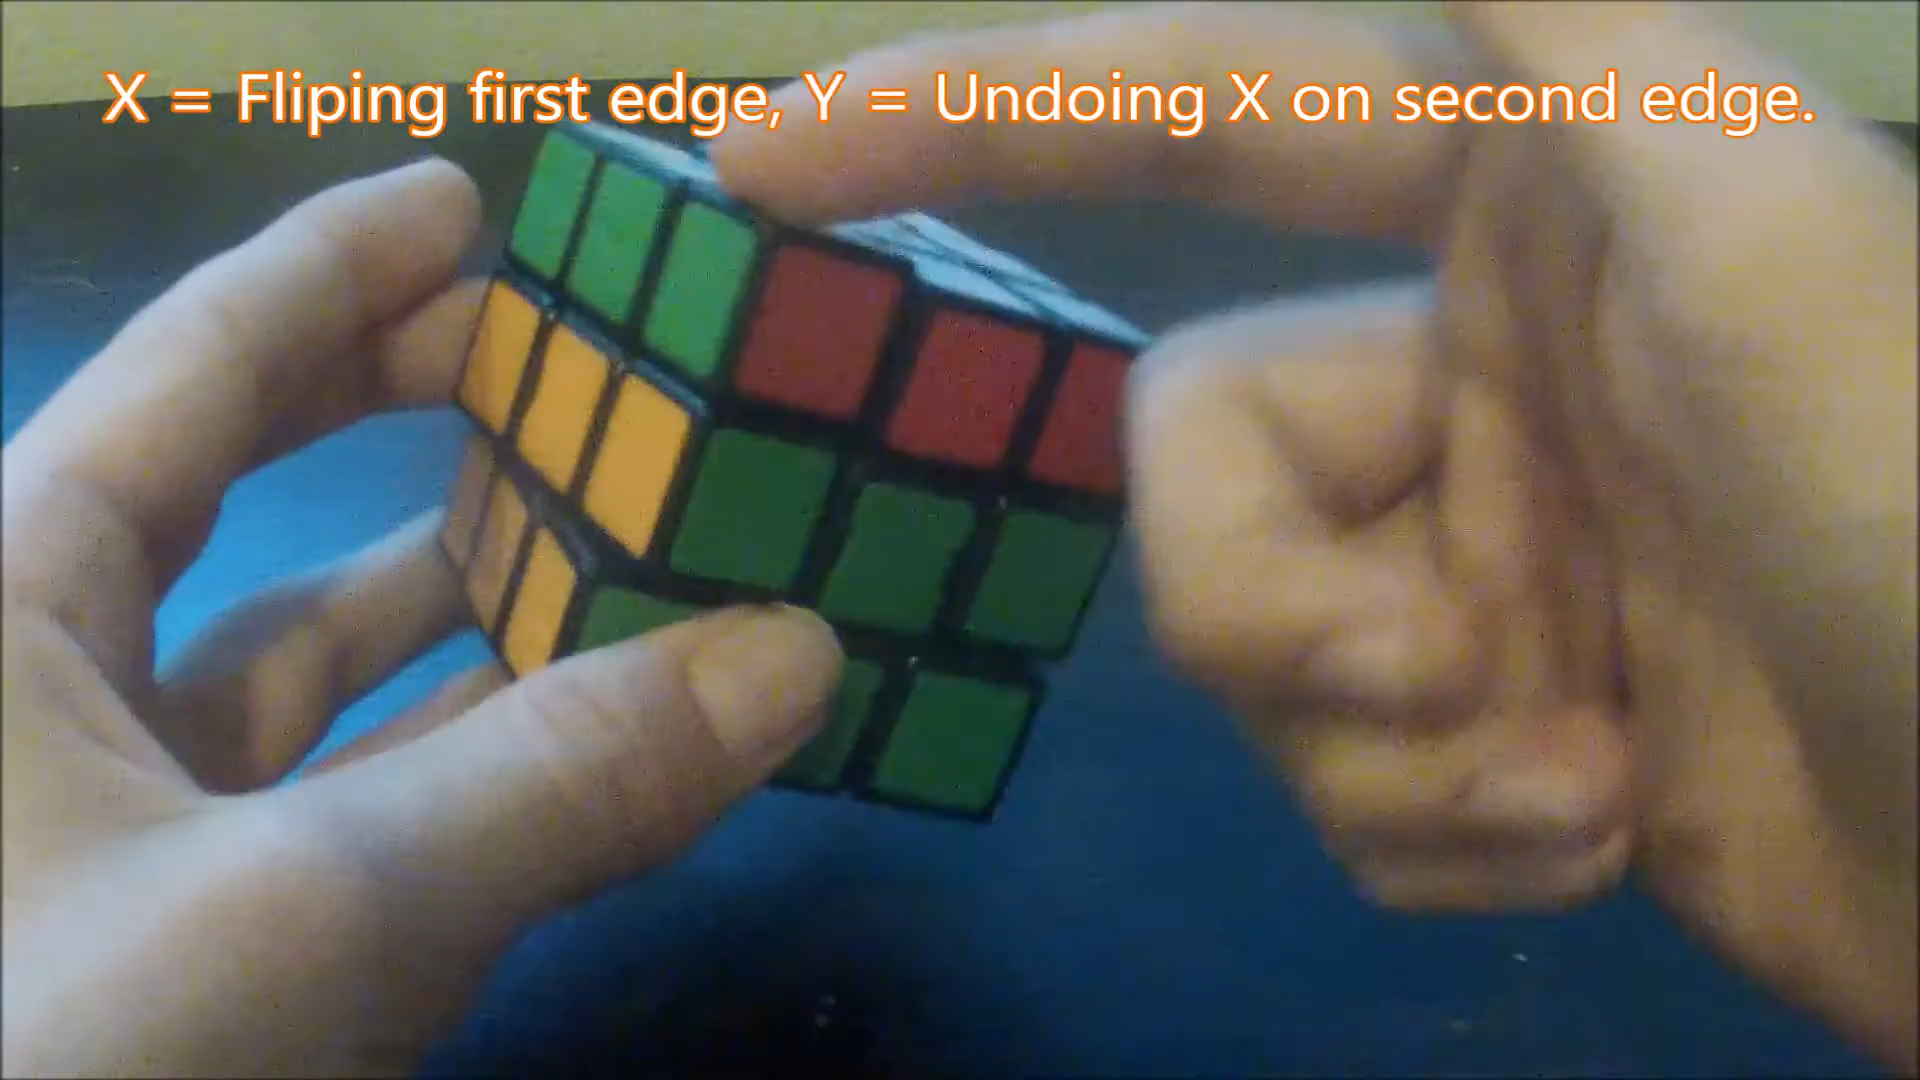 X = Fliping first edge, Y = Undoing X on second edge.